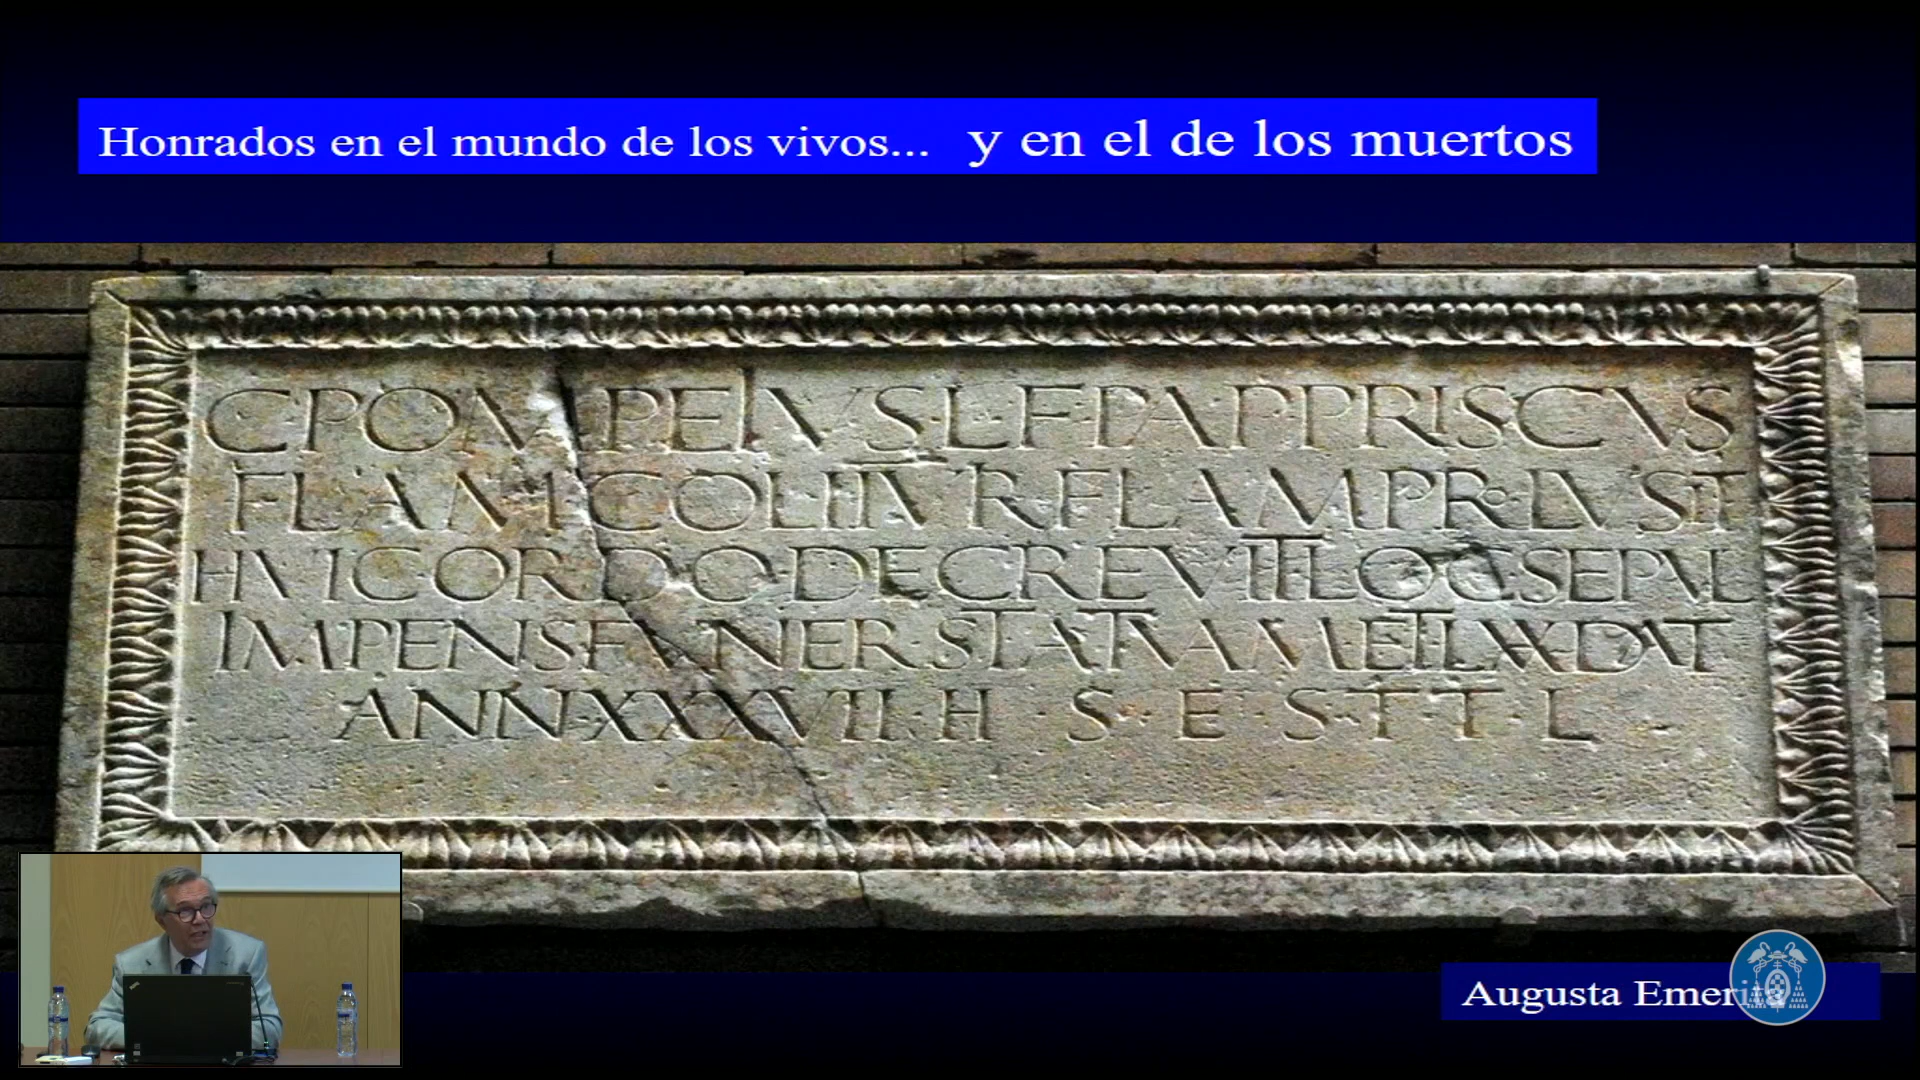 Honrados en el mundo de los vivos... y en el de los muertos
C POMPEIVS·L·F·PAP·PRISCVS
FLAM·COL·IIVIR·FLAM·PR·LVSIT
HVIC·ORDO·DECREVIT·LOC·SEPVL
IMPENS·FVNER·STATVAM·ET·LAVDAT
ANN·XXXVII·H·S·E·S·T·T·L
Augusta Emerita